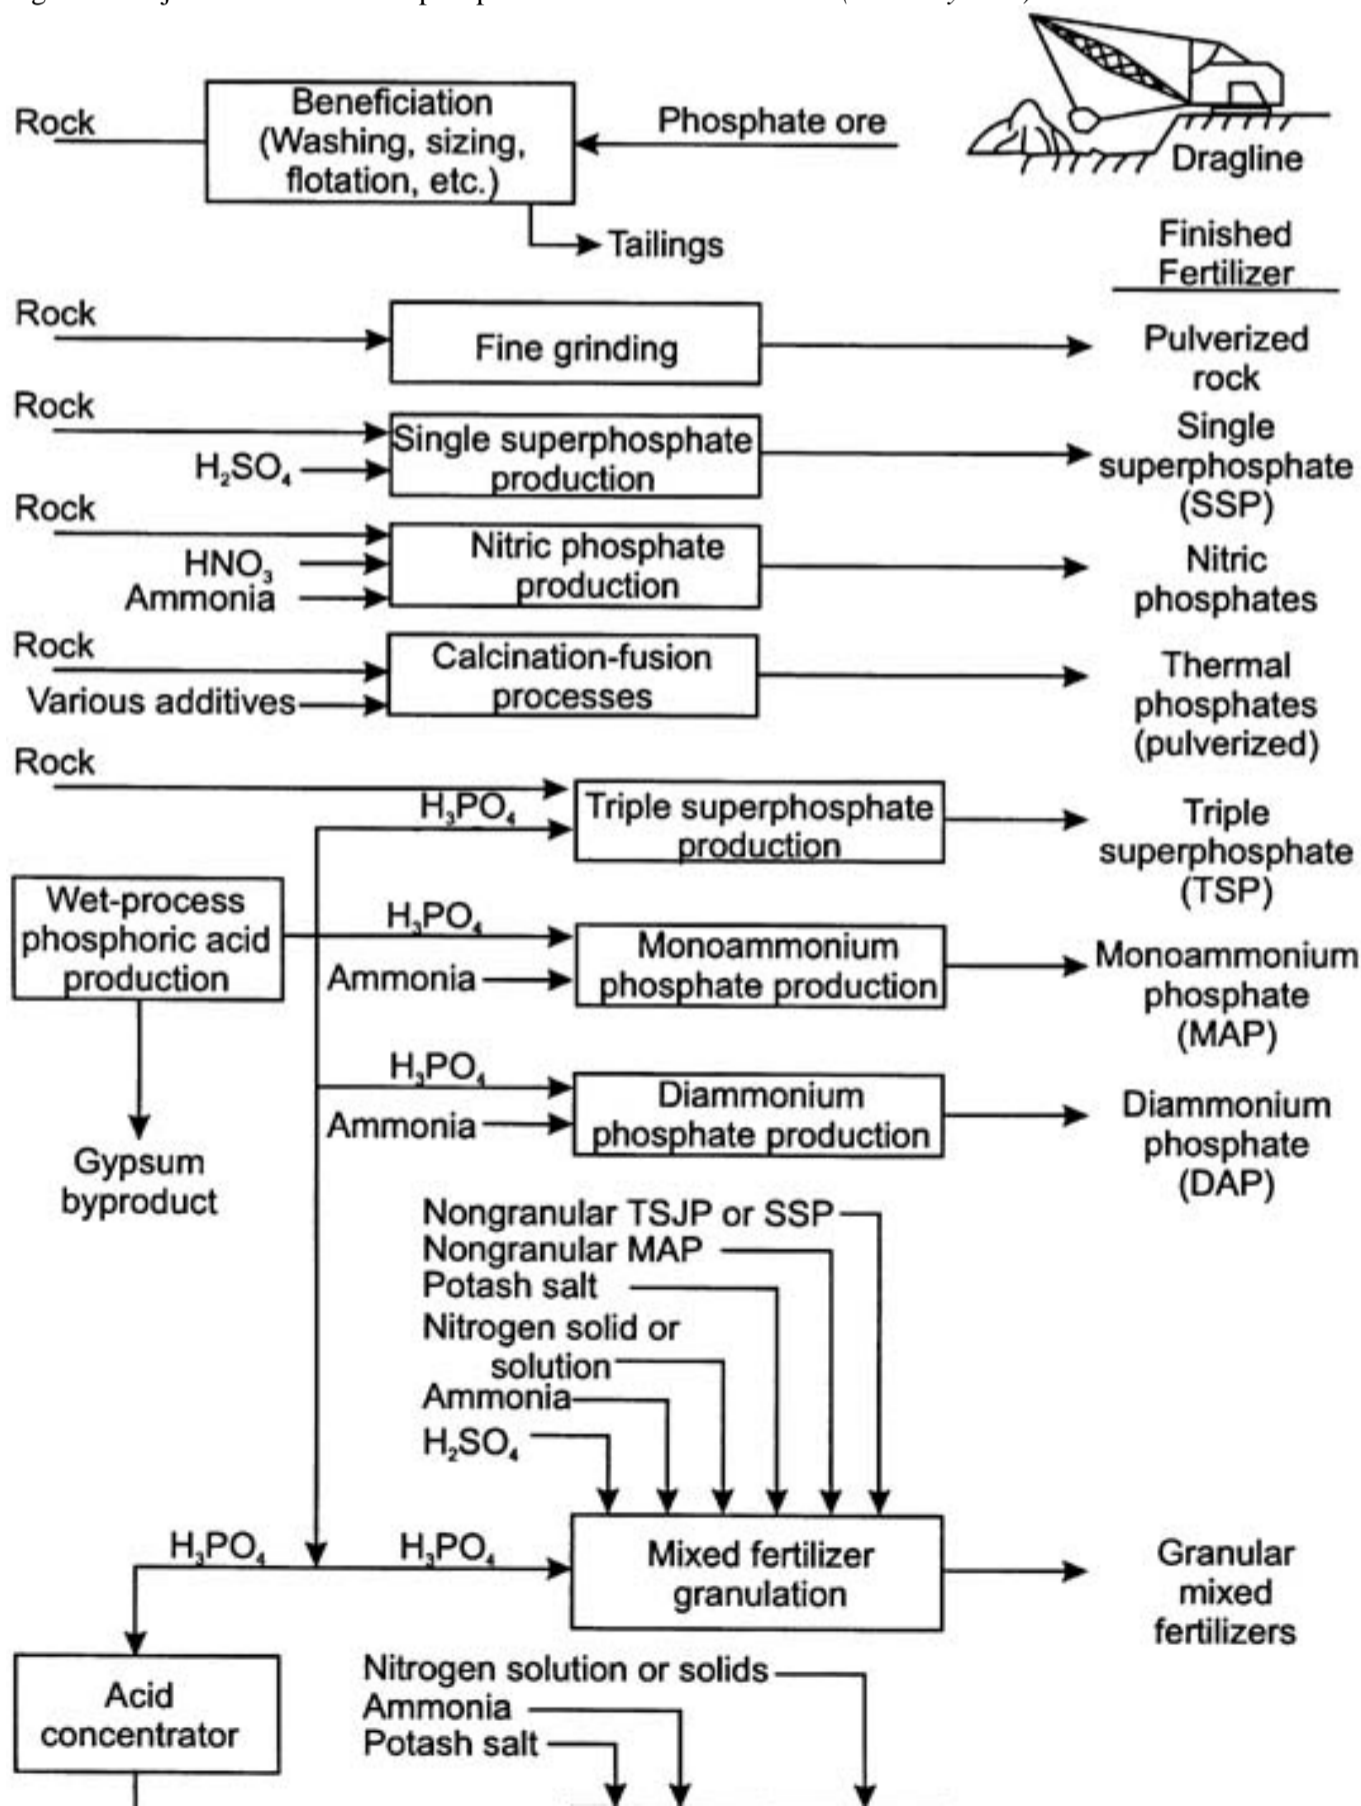 Rock
Beneficiation
(Washing, sizing,
flotation, etc.)
Phosphate ore
Dragline
Tailings
Finished
Fertilizer
Rock
Fine grinding
Pulverized
rock
Rock
H₂SO₄
Single superphosphate
production
Single
superphosphate
(SSP)
Rock
HNO₃
Ammonia
Nitric phosphate
production
Nitric
phosphates
Rock
Various additives
Calcination-fusion
processes
Thermal
phosphates
(pulverized)
Rock
H₃PO₄
Triple superphosphate
production
Triple
superphosphate
(TSP)
Wet-process
phosphoric acid
production
H₃PO₄
Ammonia
Monoammonium
phosphate production
Monoammonium
phosphate
(MAP)
Gypsum
byproduct
H₃PO₄
Ammonia
Diammonium
phosphate production
Diammonium
phosphate
(DAP)
Nongranular TSJP or SSP
Nongranular MAP
Potash salt
Nitrogen solid or
solution
Ammonia
H₂SO₄
H₃PO₄
H₃PO₄
Mixed fertilizer
granulation
Granular
mixed
fertilizers
Acid
concentrator
Nitrogen solution or solids
Ammonia
Potash salt